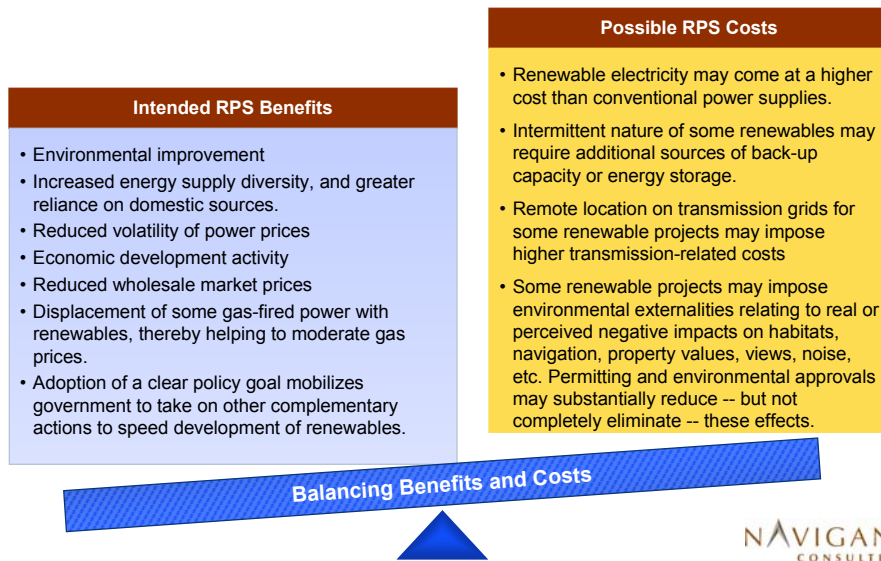 Intended RPS Benefits
• Environmental improvement
• Increased energy supply diversity, and greater
reliance on domestic sources.
• Reduced volatility of power prices
• Economic development activity
• Reduced wholesale market prices
• Displacement of some gas-fired power with
renewables, thereby helping to moderate gas
prices.
• Adoption of a clear policy goal mobilizes
government to take on other complementary
actions to speed development of renewables.
Possible RPS Costs
• Renewable electricity may come at a higher
cost than conventional power supplies.
• Intermittent nature of some renewables may
require additional sources of back-up
capacity or energy storage.
• Remote location on transmission grids for
some renewable projects may impose
higher transmission-related costs
• Some renewable projects may impose
environmental externalities relating to real or
perceived negative impacts on habitats,
navigation, property values, views, noise,
etc. Permitting and environmental approvals
may substantially reduce -- but not
completely eliminate -- these effects.
Balancing Benefits and Costs
NAVIGAN
CONSULTI